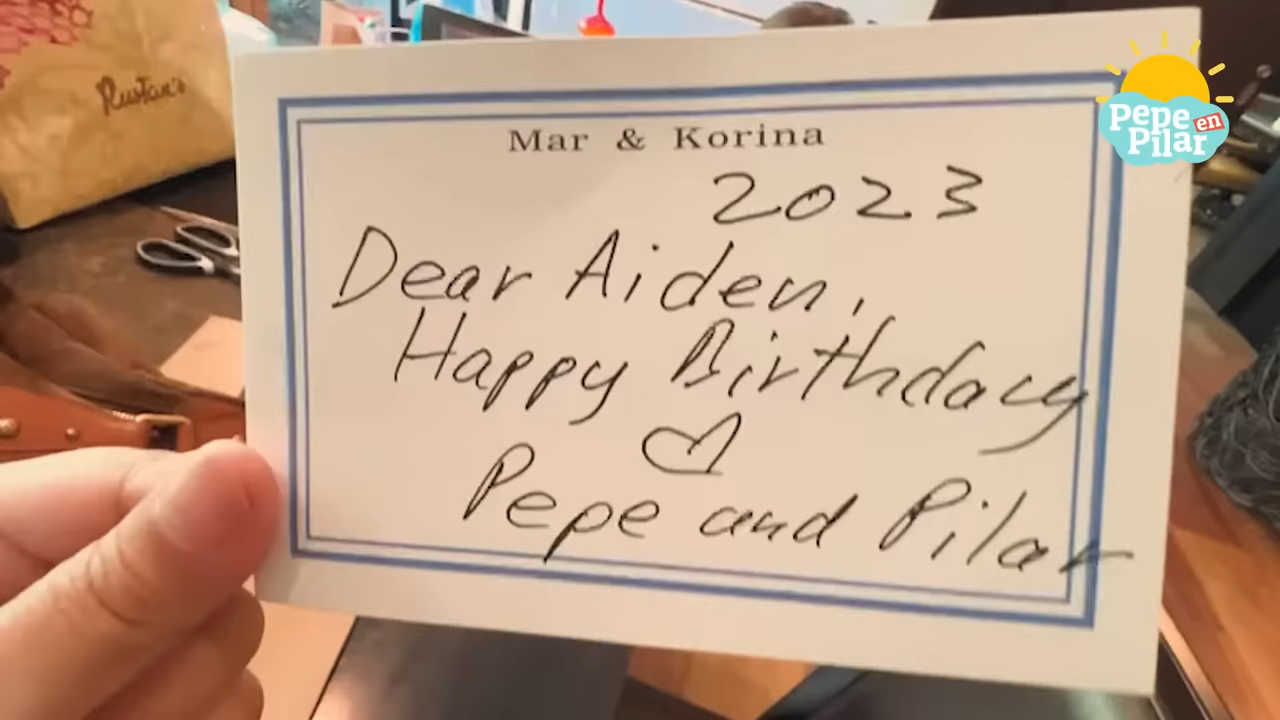 Rustan's
Pepe en
Pilar
Mar & Korina
2023
Dear Aiden,
Happy Birthday
Pepe and Pilar